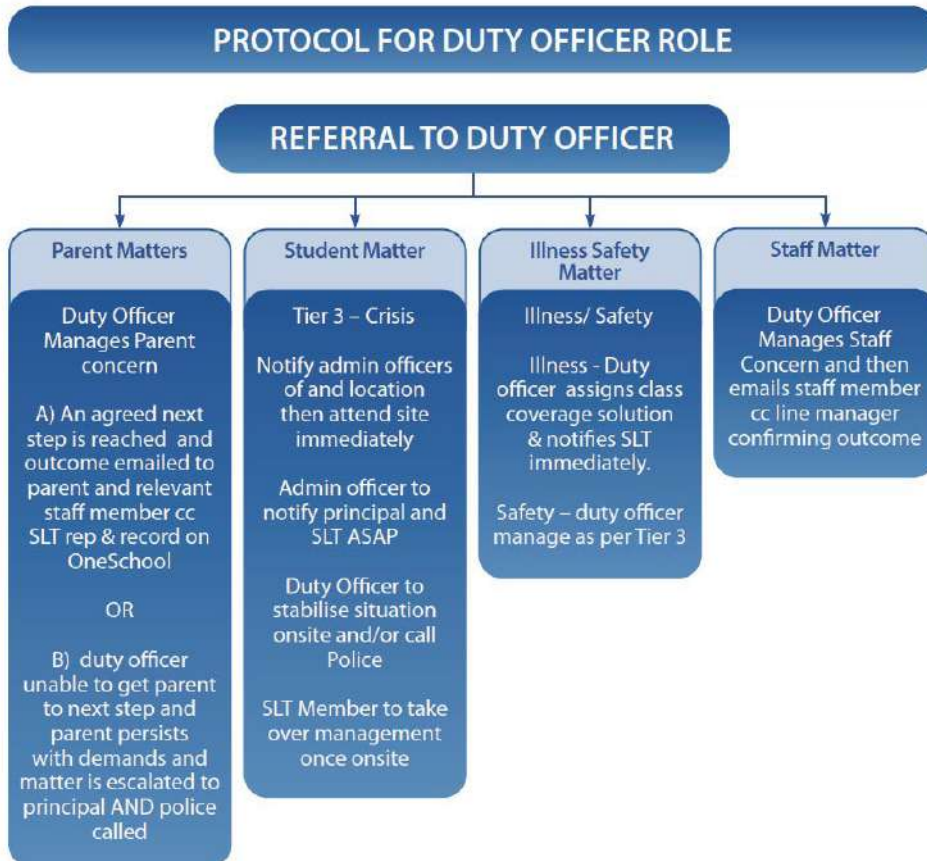 PROTOCOL FOR DUTY OFFICER ROLE
REFERRAL TO DUTY OFFICER
Parent Matters
Duty Officer
Manages Parent
concern
A) An agreed next
step is reached and
outcome emailed to
parent and relevant
staff member cc
SLT rep & record on
OneSchool
OR
B) duty officer
unable to get parent
to next step and
parent persists
with demands and
matter is escalated to
principal AND police
called
Student Matter
Tier 3 – Crisis
Notify admin officers
of and location
then attend site
immediately
Admin officer to
notify principal and
SLT ASAP
Duty Officer to
stabilise situation
onsite and/or call
Police
SLT Member to take
over management
once onsite
Illness Safety
Matter
Illness/ Safety
Illness - Duty
officer assigns class
coverage solution
& notifies SLT
immediately.
Safety – duty officer
manage as per Tier 3
Staff Matter
Duty Officer
Manages Staff
Concern and then
emails staff member
cc line manager
confirming outcome